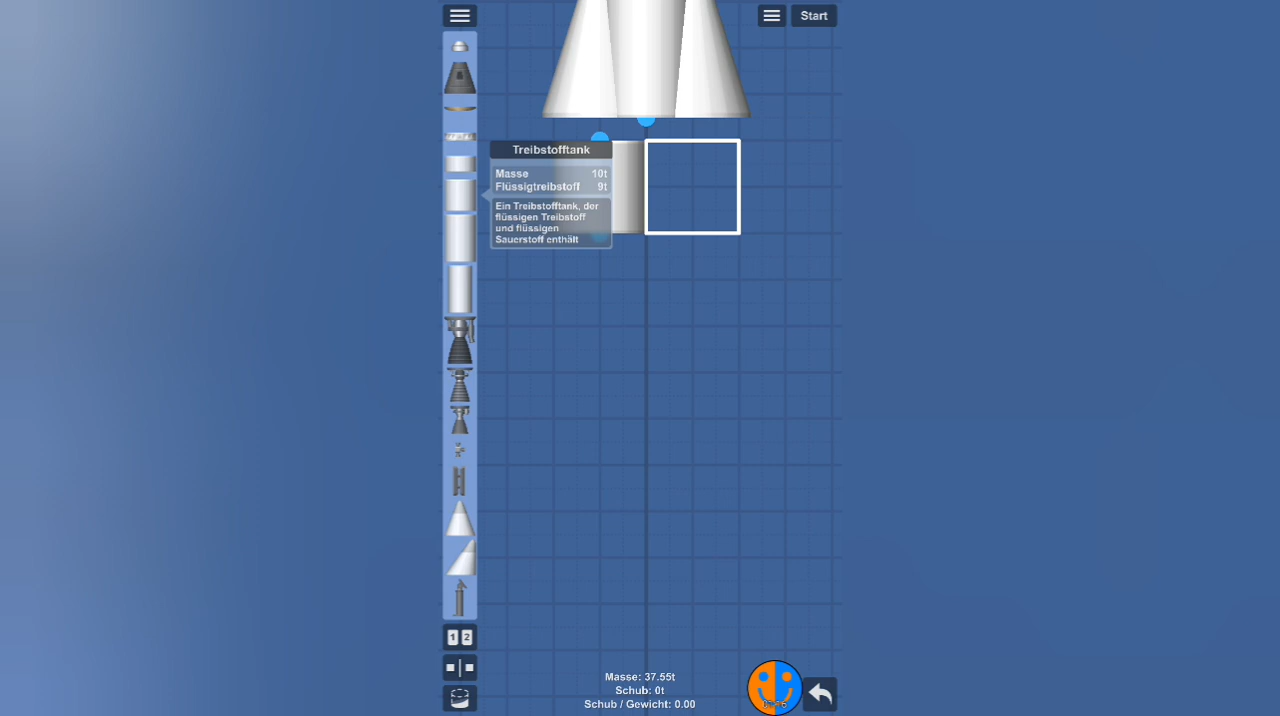 Start
Treibstofftank
Masse 10t
Flüssigtreibstoff 9t
Ein Treibstofftank, der
flüssigen Treibstoff
und flüssigen
Sauerstoff enthält
1 2
Masse: 37.55t
Schub: 0t
Schub / Gewicht: 0.00